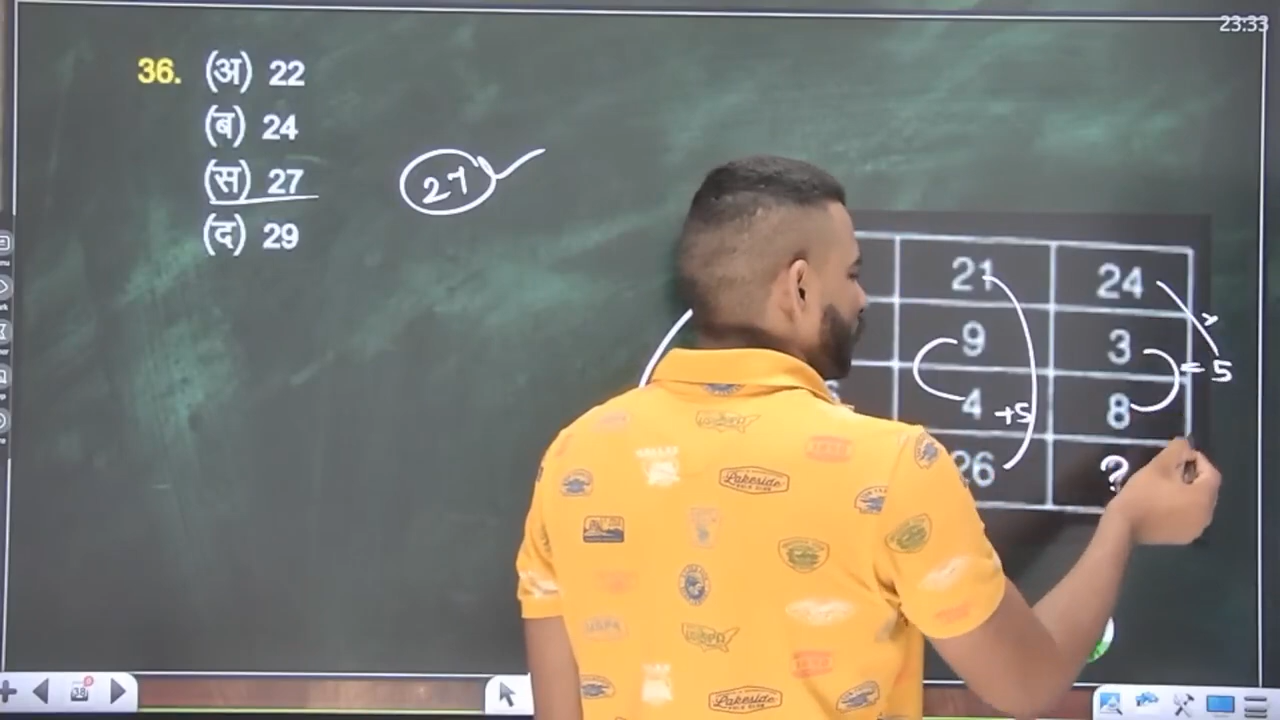 23:33
36. (अ) 22
(ब) 24
(स) 27
(द) 29
27
21 24
9 3
= 5
4 +5 8
26 ?
Lakeside
Lakeside